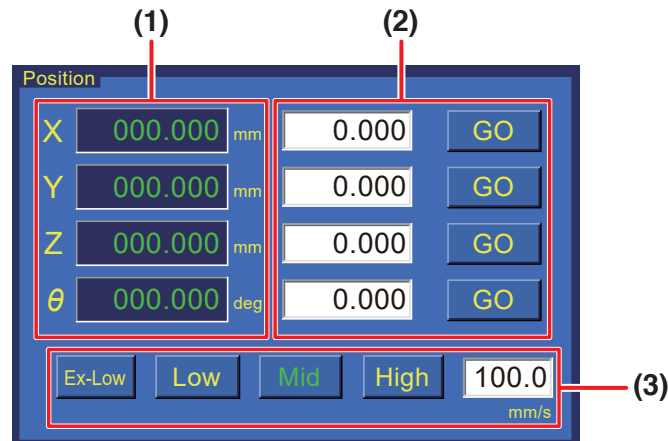 (1) (2)
Position
X 000.000 mm 0.000 GO
Y 000.000 mm 0.000 GO
Z 000.000 mm 0.000 GO
θ 000.000 deg 0.000 GO
Ex-Low Low Mid High 100.0 (3)
mm/s